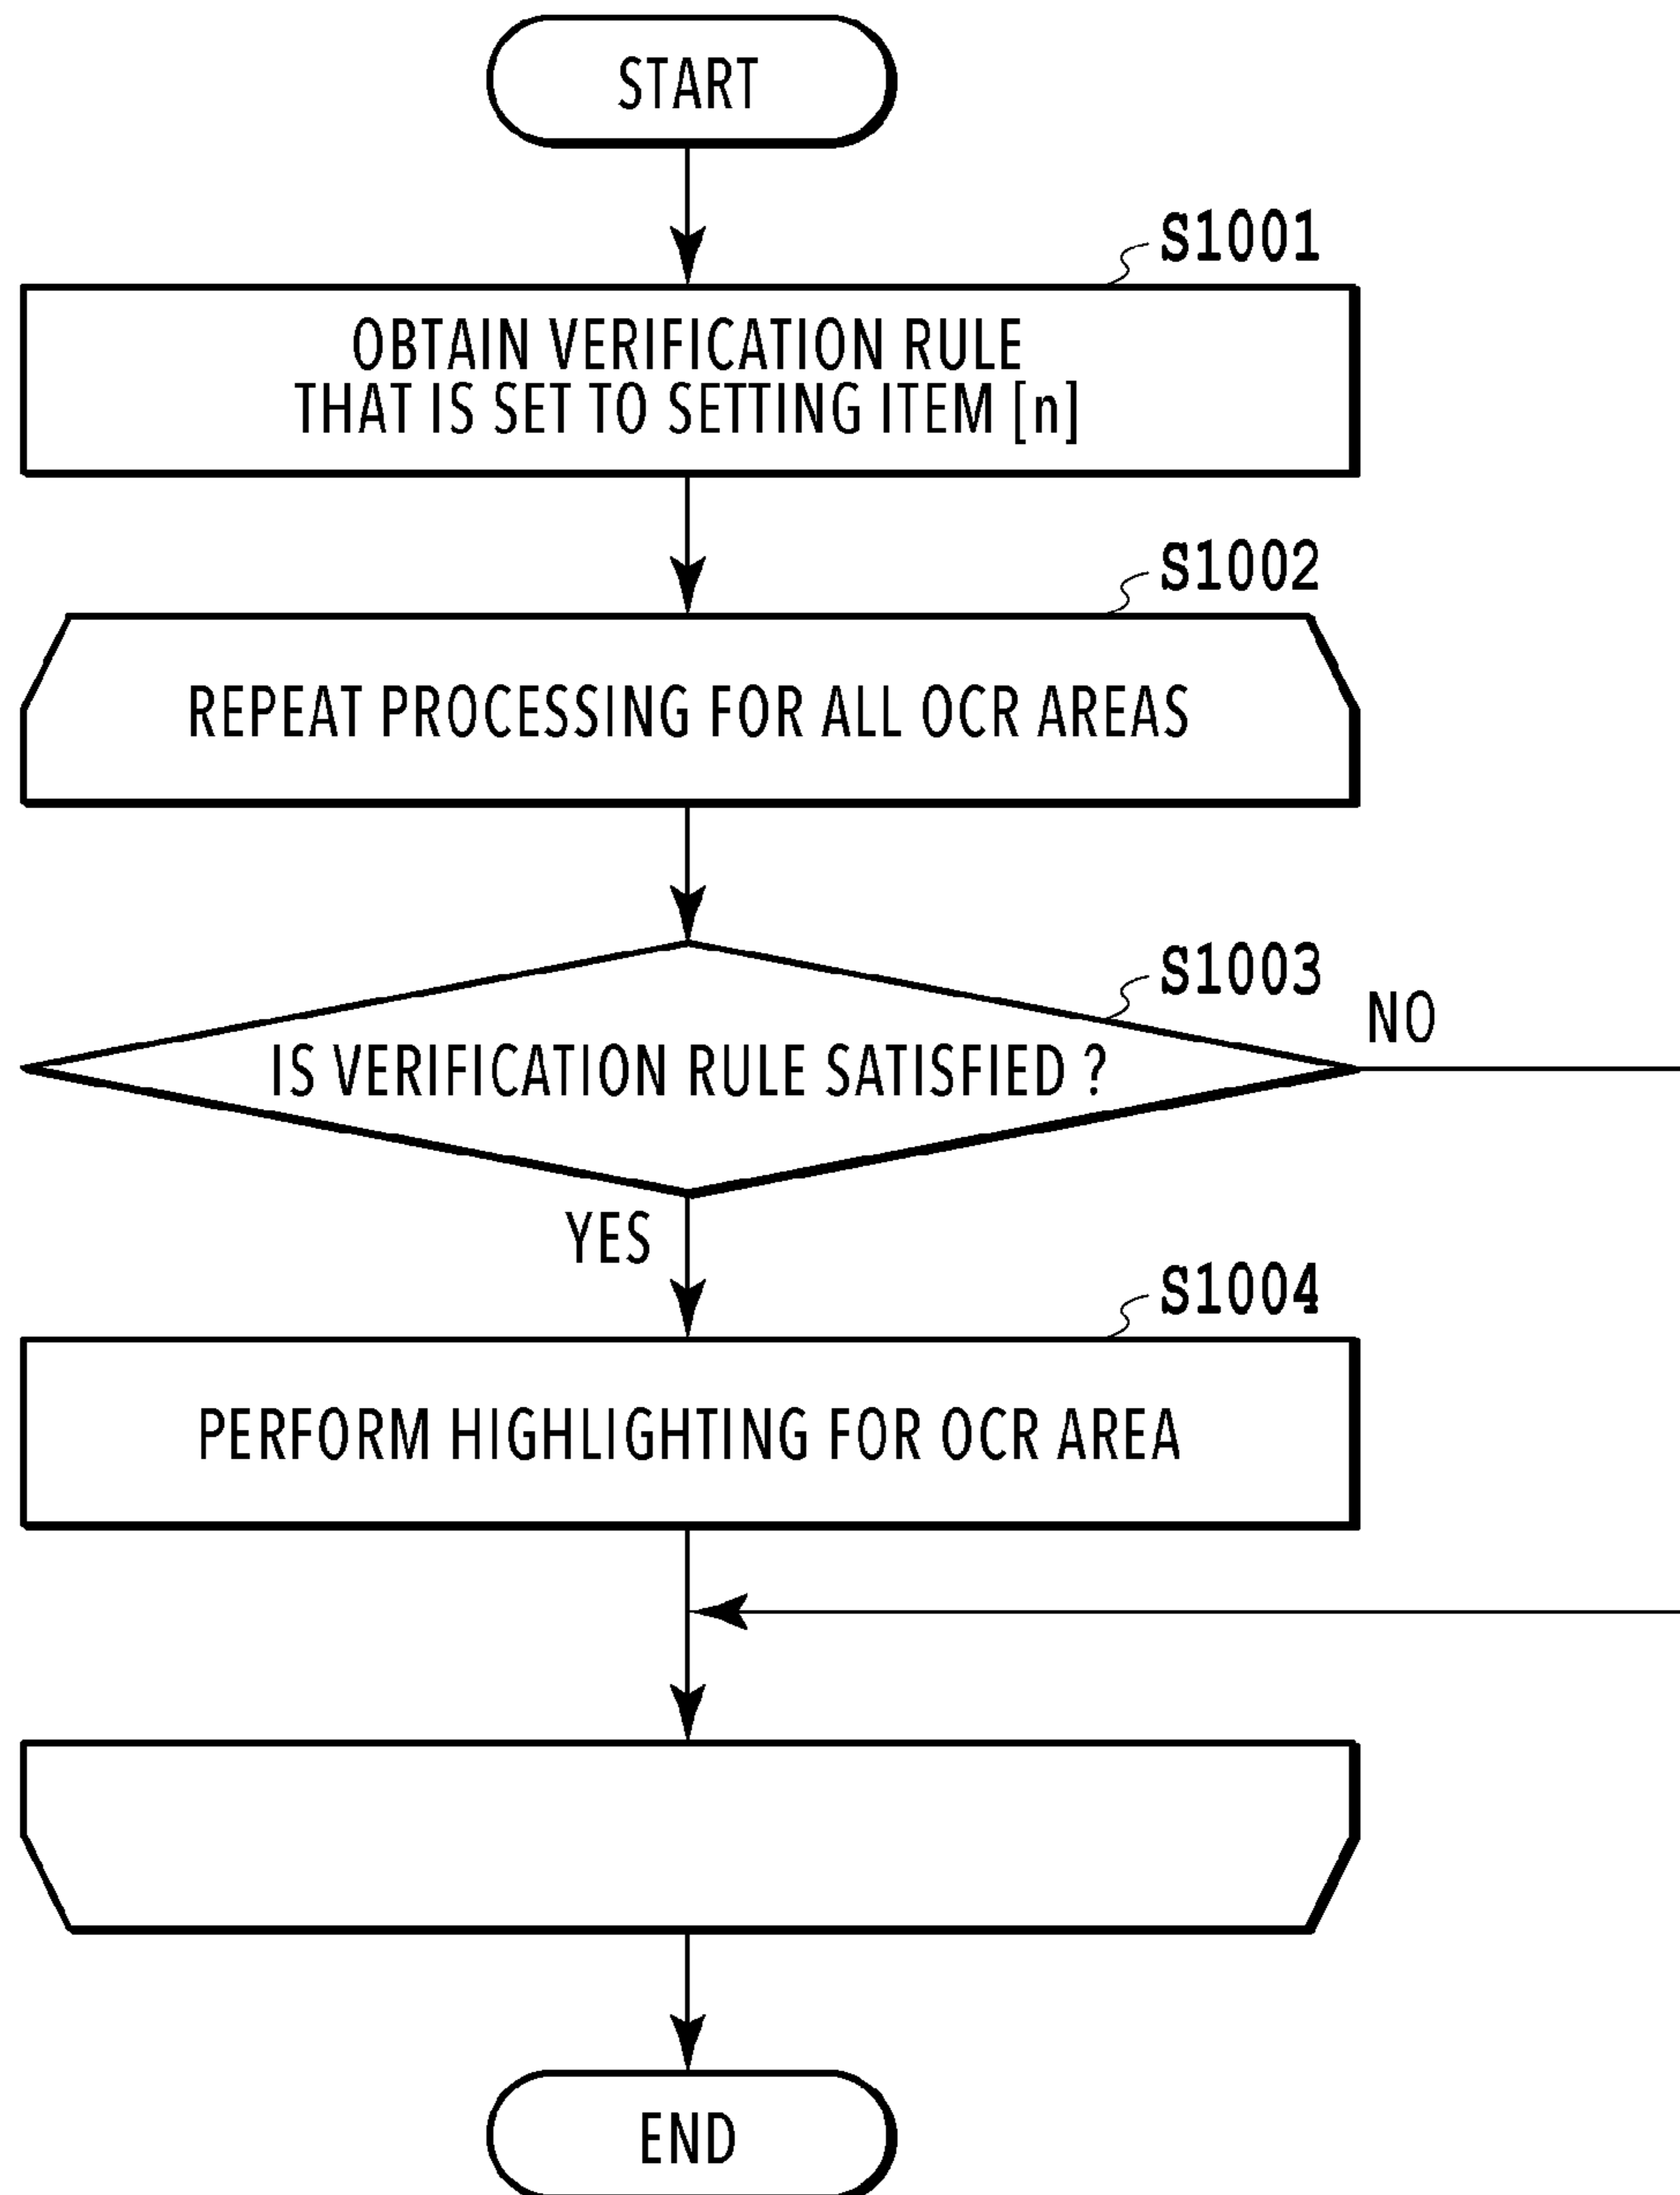 START
S1001
OBTAIN VERIFICATION RULE
THAT IS SET TO SETTING ITEM [n]
S1002
REPEAT PROCESSING FOR ALL OCR AREAS
S1003
NO
IS VERIFICATION RULE SATISFIED ?
YES
S1004
PERFORM HIGHLIGHTING FOR OCR AREA
END